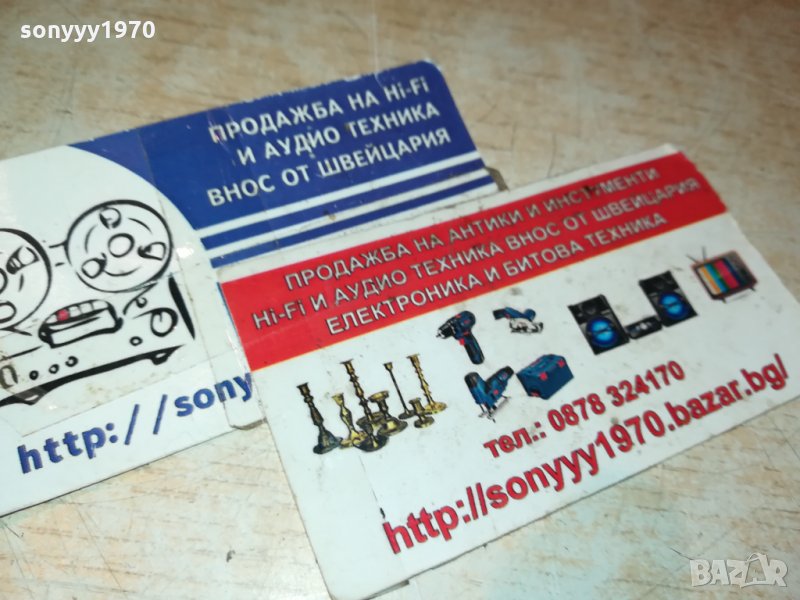 sonyyy1970
ПРОДАЖБА НА Hi-Fi
И АУДИО ТЕХНИКА
ВНОС ОТ ШВЕЙЦАРИЯ
http://sony
ПРОДАЖБА НА АНТИКИ И ИНСТРУМЕНТИ
Hi-Fi И АУДИО ТЕХНИКА ВНОС ОТ ШВЕЙЦАРИЯ
ЕЛЕКТРОНИКА И БИТОВА ТЕХНИКА
тел.: 0878 324170
http://sonyyy1970.bazar.bg/
BAZAR